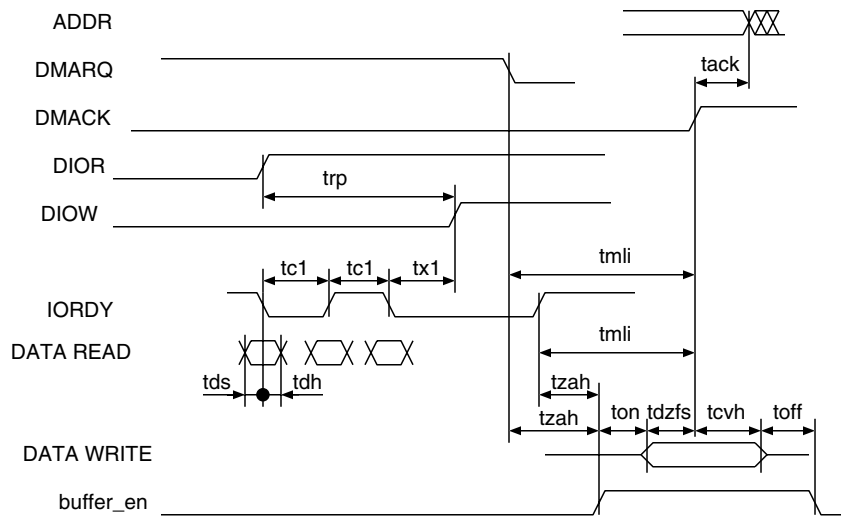 ADDR
DMARQ
tack
DMACK
DIOR
trp
DIOW
tc1 tc1 tx1 tmli
IORDY
DATA READ tmli
tds tdh tzah
tzah ton tdzfs tcvh toff
DATA WRITE
buffer_en